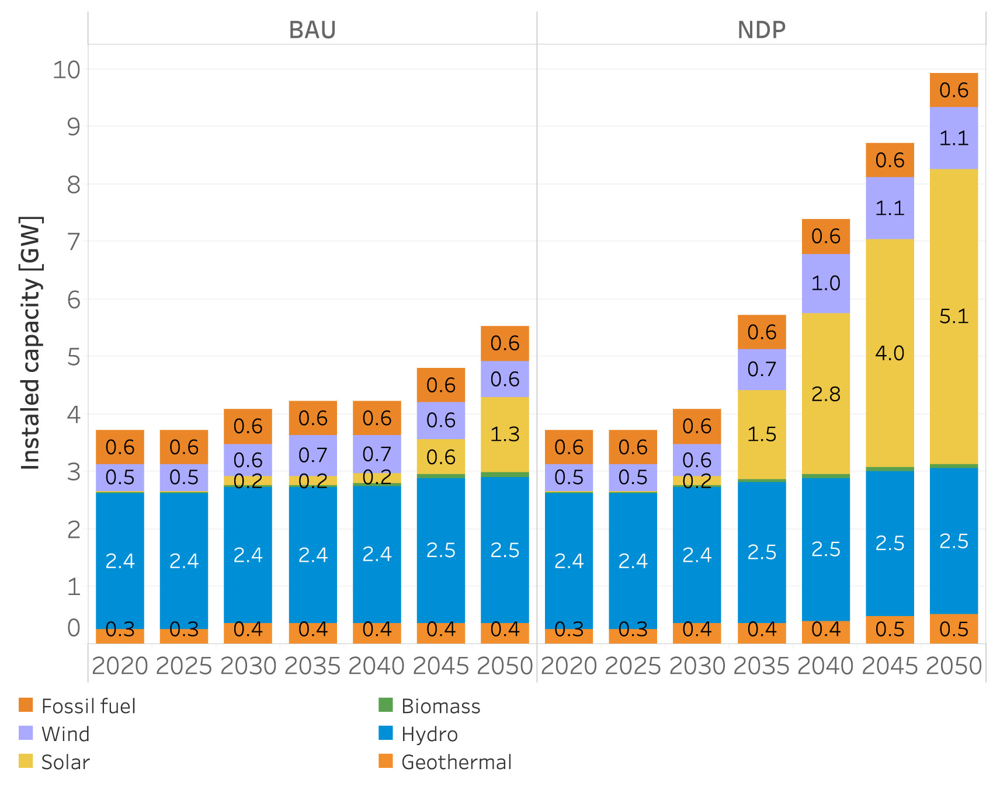 BAU NDP
10
9
8
7
6
5
4
3
2
1
0
Instaled capacity [GW]
0.6 0.5 2.4 0.3
0.6 0.5 2.4 0.3
0.6 0.6 0.2 2.4 0.4
0.6 0.7 0.2 2.4 0.4
0.6 0.7 0.2 2.4 0.4
0.6 0.6 0.6 2.5 0.4
0.6 0.6 1.3 2.5 0.4
0.6 0.5 2.4 0.3
0.6 0.5 2.4 0.3
0.6 0.6 0.2 2.4 0.4
0.6 0.7 1.5 2.5 0.4
0.6 1.0 2.8 2.5 0.4
0.6 1.1 4.0 2.5 0.5
0.6 1.1 5.1 2.5 0.5
2020 2025 2030 2035 2040 2045 2050 2020 2025 2030 2035 2040 2045 2050
Fossil fuel
Wind
Solar
Biomass
Hydro
Geothermal